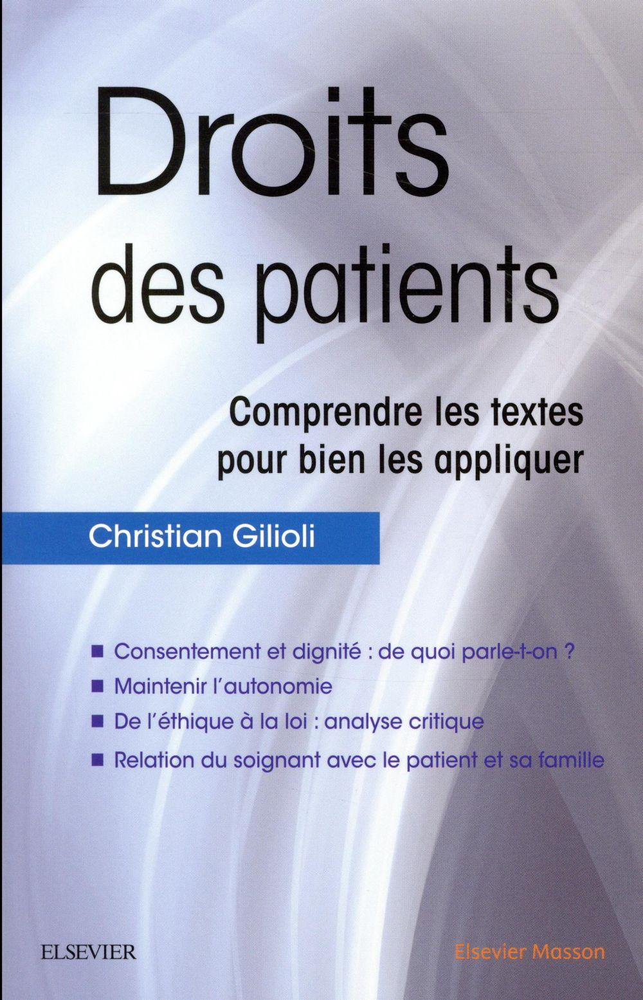 Droits
des patients
Comprendre les textes
pour bien les appliquer
Christian Gilioli
■ Consentement et dignité : de quoi parle-t-on ?
■ Maintenir l'autonomie
■ De l'éthique à la loi : analyse critique
■ Relation du soignant avec le patient et sa famille
ELSEVIER
Elsevier Masson